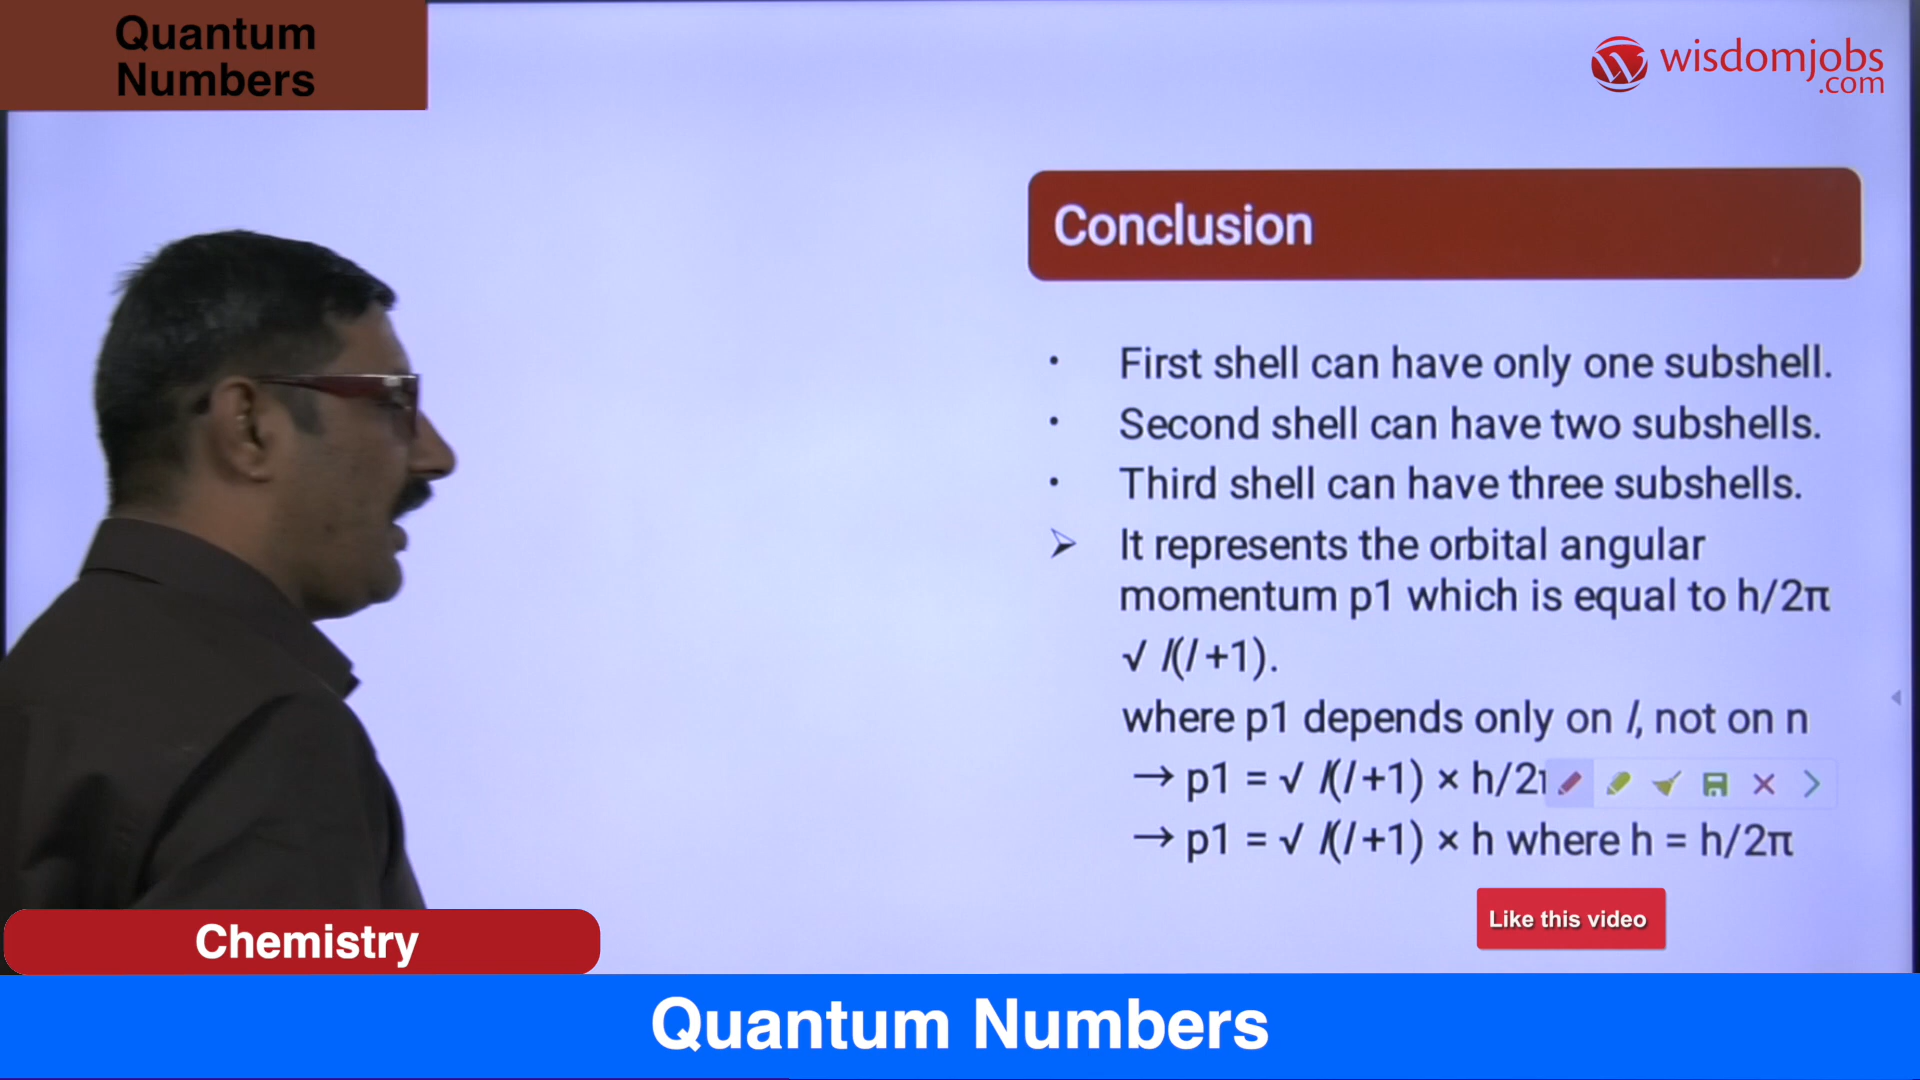 Quantum
Numbers
wisdomjobs
.com
Conclusion
• First shell can have only one subshell.
• Second shell can have two subshells.
• Third shell can have three subshells.
➢ It represents the orbital angular
momentum p1 which is equal to h/2π
√ l(l +1).
where p1 depends only on l, not on n
→ p1 = √ l(l +1) × h/2
→ p1 = √ l(l +1) × h where h = h/2π
Like this video
Chemistry
Quantum Numbers